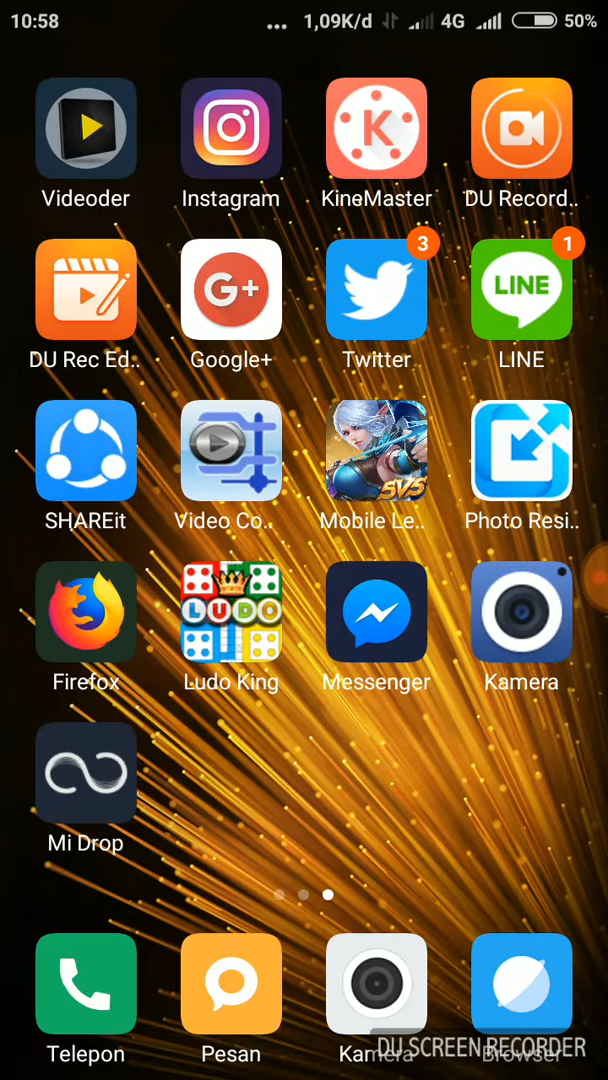 10:58 ... 1,09K/d 4G 50%
Videoder Instagram KineMaster DU Record..
3 1
G+ LINE
DU Rec Ed.. Google+ Twitter LINE
5V5
SHAREit Video Co.. Mobile Le.. Photo Resi..
LUDO
Firefox Ludo King Messenger Kamera
Mi Drop
Telepon Pesan Kamera Browser
DU SCREEN RECORDER